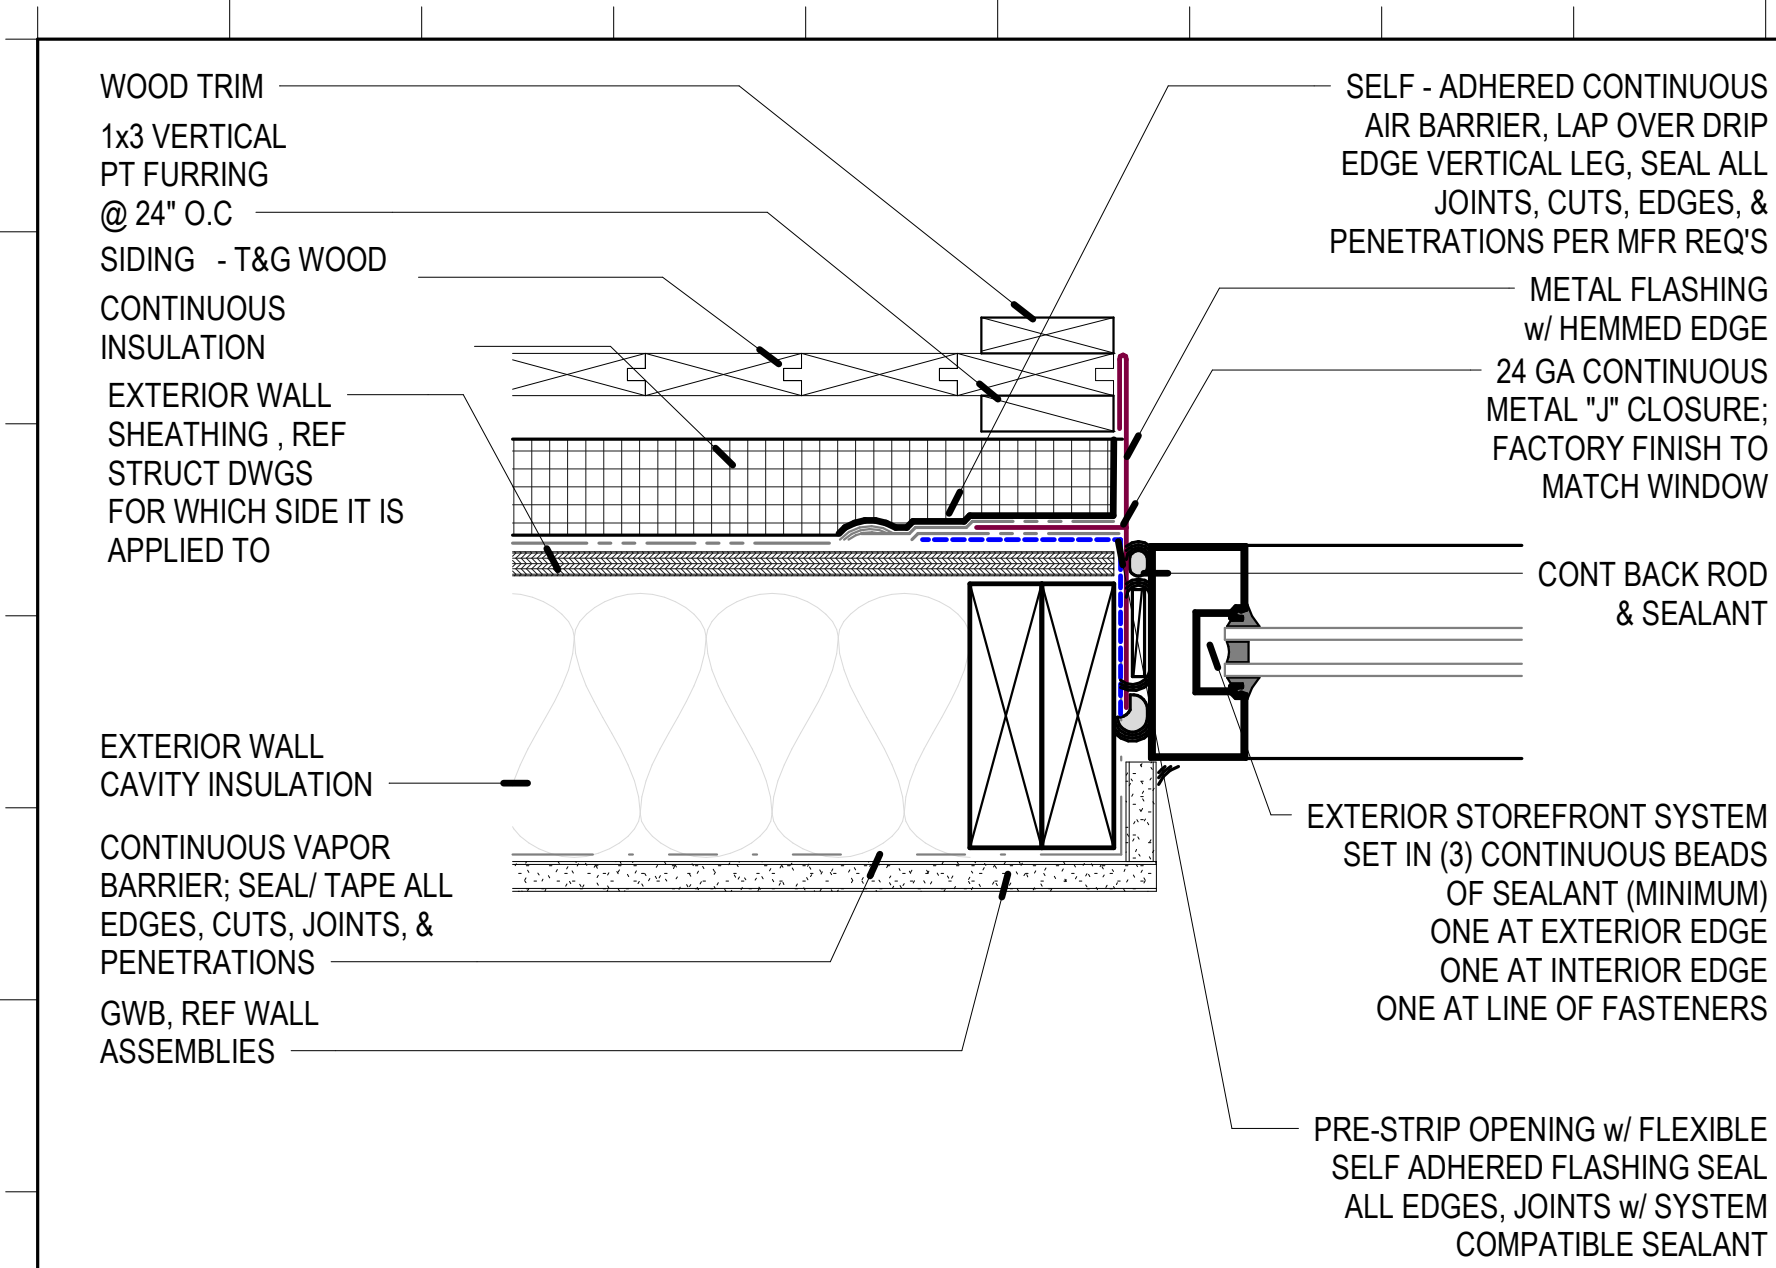 WOOD TRIM
1x3 VERTICAL
PT FURRING
@ 24" O.C
SIDING - T&G WOOD
CONTINUOUS
INSULATION
EXTERIOR WALL
SHEATHING , REF
STRUCT DWGS
FOR WHICH SIDE IT IS
APPLIED TO
EXTERIOR WALL
CAVITY INSULATION
CONTINUOUS VAPOR
BARRIER; SEAL/ TAPE ALL
EDGES, CUTS, JOINTS, &
PENETRATIONS
GWB, REF WALL
ASSEMBLIES
SELF - ADHERED CONTINUOUS
AIR BARRIER, LAP OVER DRIP
EDGE VERTICAL LEG, SEAL ALL
JOINTS, CUTS, EDGES, &
PENETRATIONS PER MFR REQ'S
METAL FLASHING
w/ HEMMED EDGE
24 GA CONTINUOUS
METAL "J" CLOSURE;
FACTORY FINISH TO
MATCH WINDOW
CONT BACK ROD
& SEALANT
EXTERIOR STOREFRONT SYSTEM
SET IN (3) CONTINUOUS BEADS
OF SEALANT (MINIMUM)
ONE AT EXTERIOR EDGE
ONE AT INTERIOR EDGE
ONE AT LINE OF FASTENERS
PRE-STRIP OPENING w/ FLEXIBLE
SELF ADHERED FLASHING SEAL
ALL EDGES, JOINTS w/ SYSTEM
COMPATIBLE SEALANT